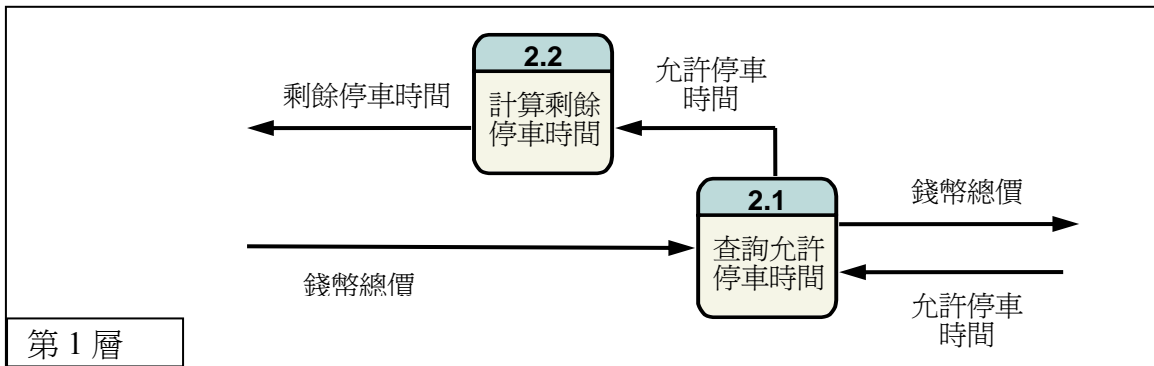 2.2
計算剩餘
停車時間
剩餘停車時間
允許停車
時間
2.1
查詢允許
停車時間
錢幣總價
錢幣總價
允許停車
時間
第 1 層